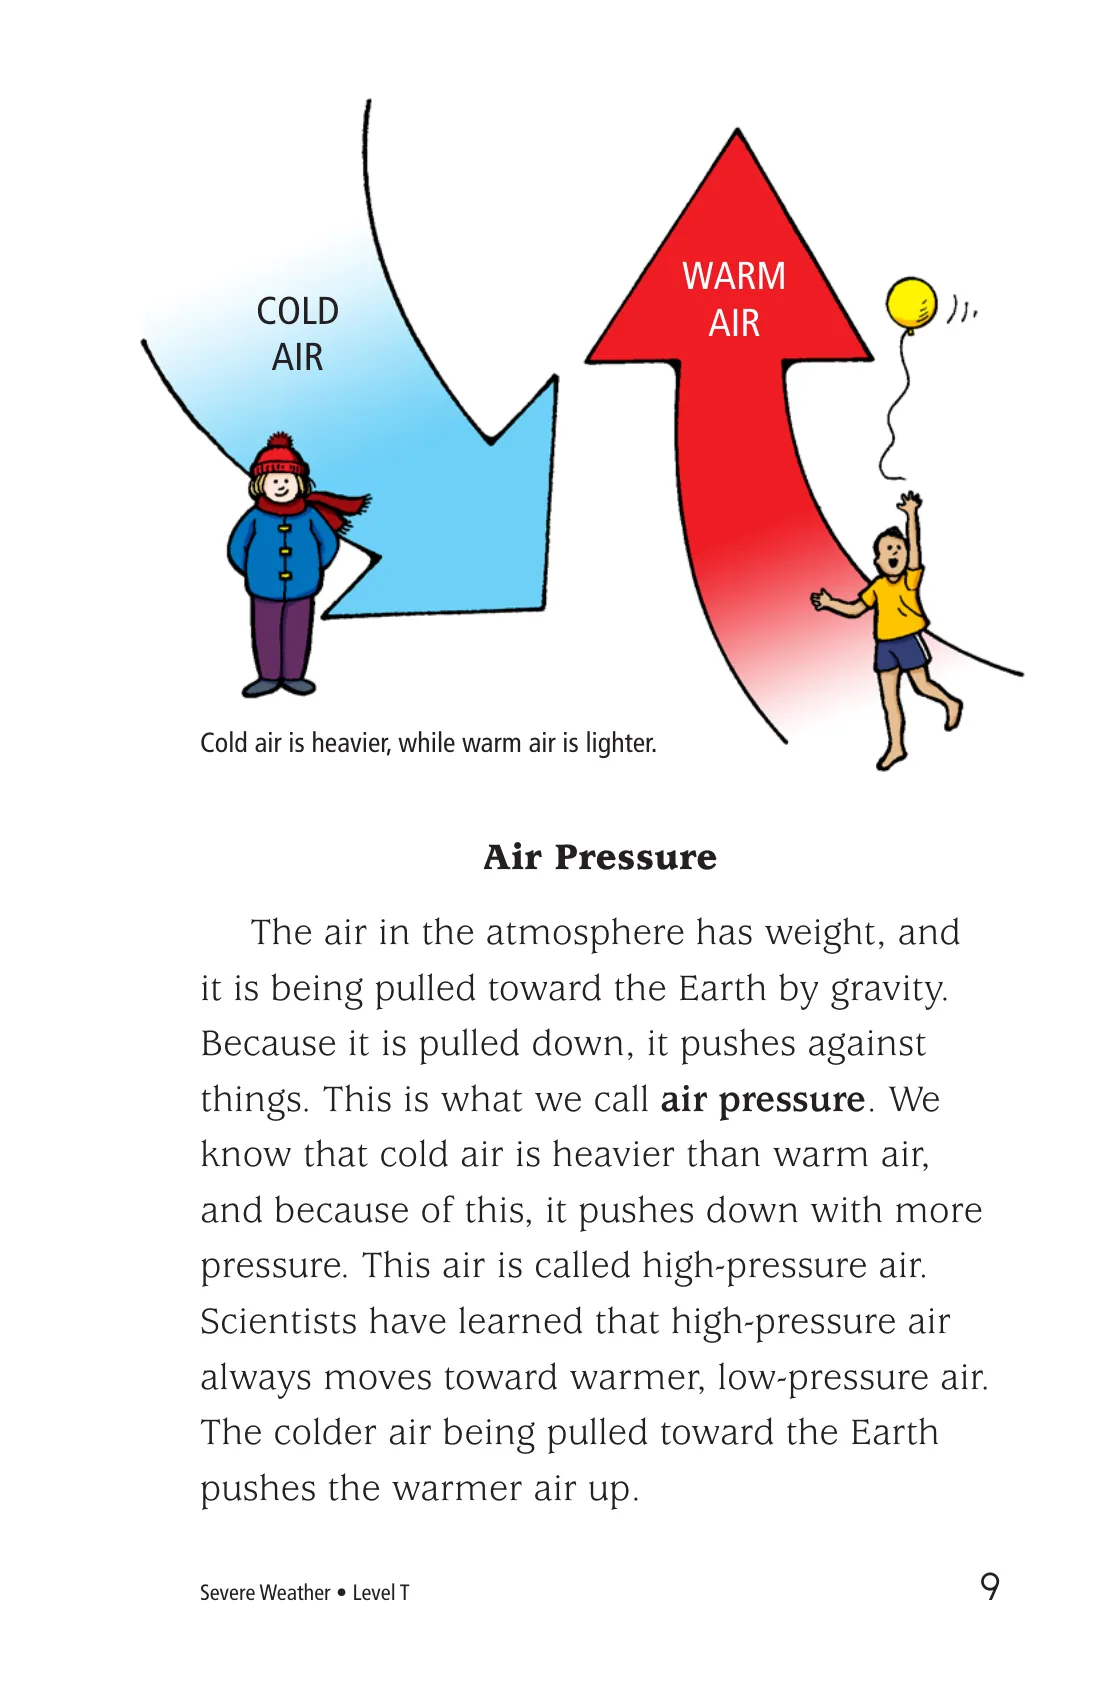 COLD
AIR
WARM
AIR
Cold air is heavier, while warm air is lighter.
Air Pressure
The air in the atmosphere has weight, and
it is being pulled toward the Earth by gravity.
Because it is pulled down, it pushes against
things. This is what we call air pressure. We
know that cold air is heavier than warm air,
and because of this, it pushes down with more
pressure. This air is called high-pressure air.
Scientists have learned that high-pressure air
always moves toward warmer, low-pressure air.
The colder air being pulled toward the Earth
pushes the warmer air up.
Severe Weather • Level T
9